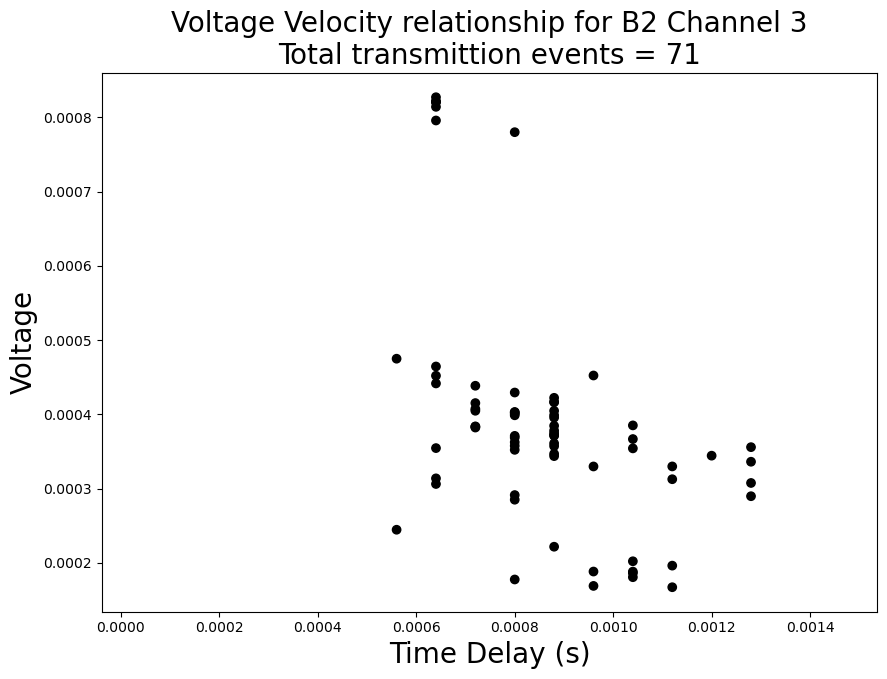 Voltage Velocity relationship for B2 Channel 3
Total transmittion events = 71
0.0008
0.0007
0.0006
0.0005
0.0004
0.0003
0.0002
Voltage
0.0000 0.0002 0.0004 0.0006 0.0008 0.0010 0.0012 0.0014
Time Delay (s)